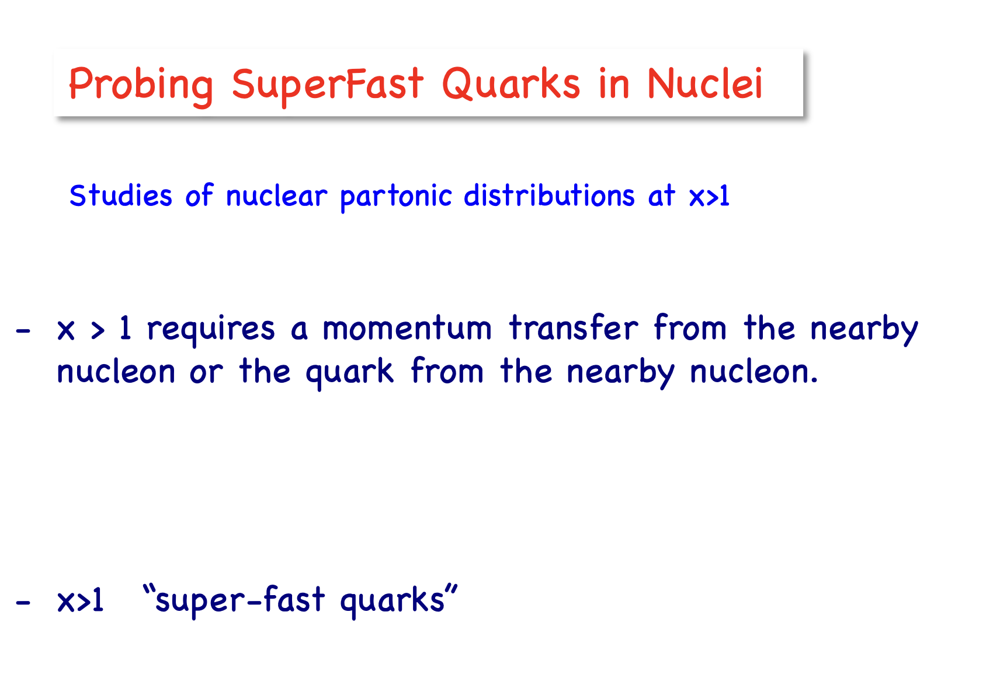 Probing SuperFast Quarks in Nuclei
Studies of nuclear partonic distributions at x>1
- x > 1 requires a momentum transfer from the nearby
nucleon or the quark from the nearby nucleon.
- x>1 “super-fast quarks”